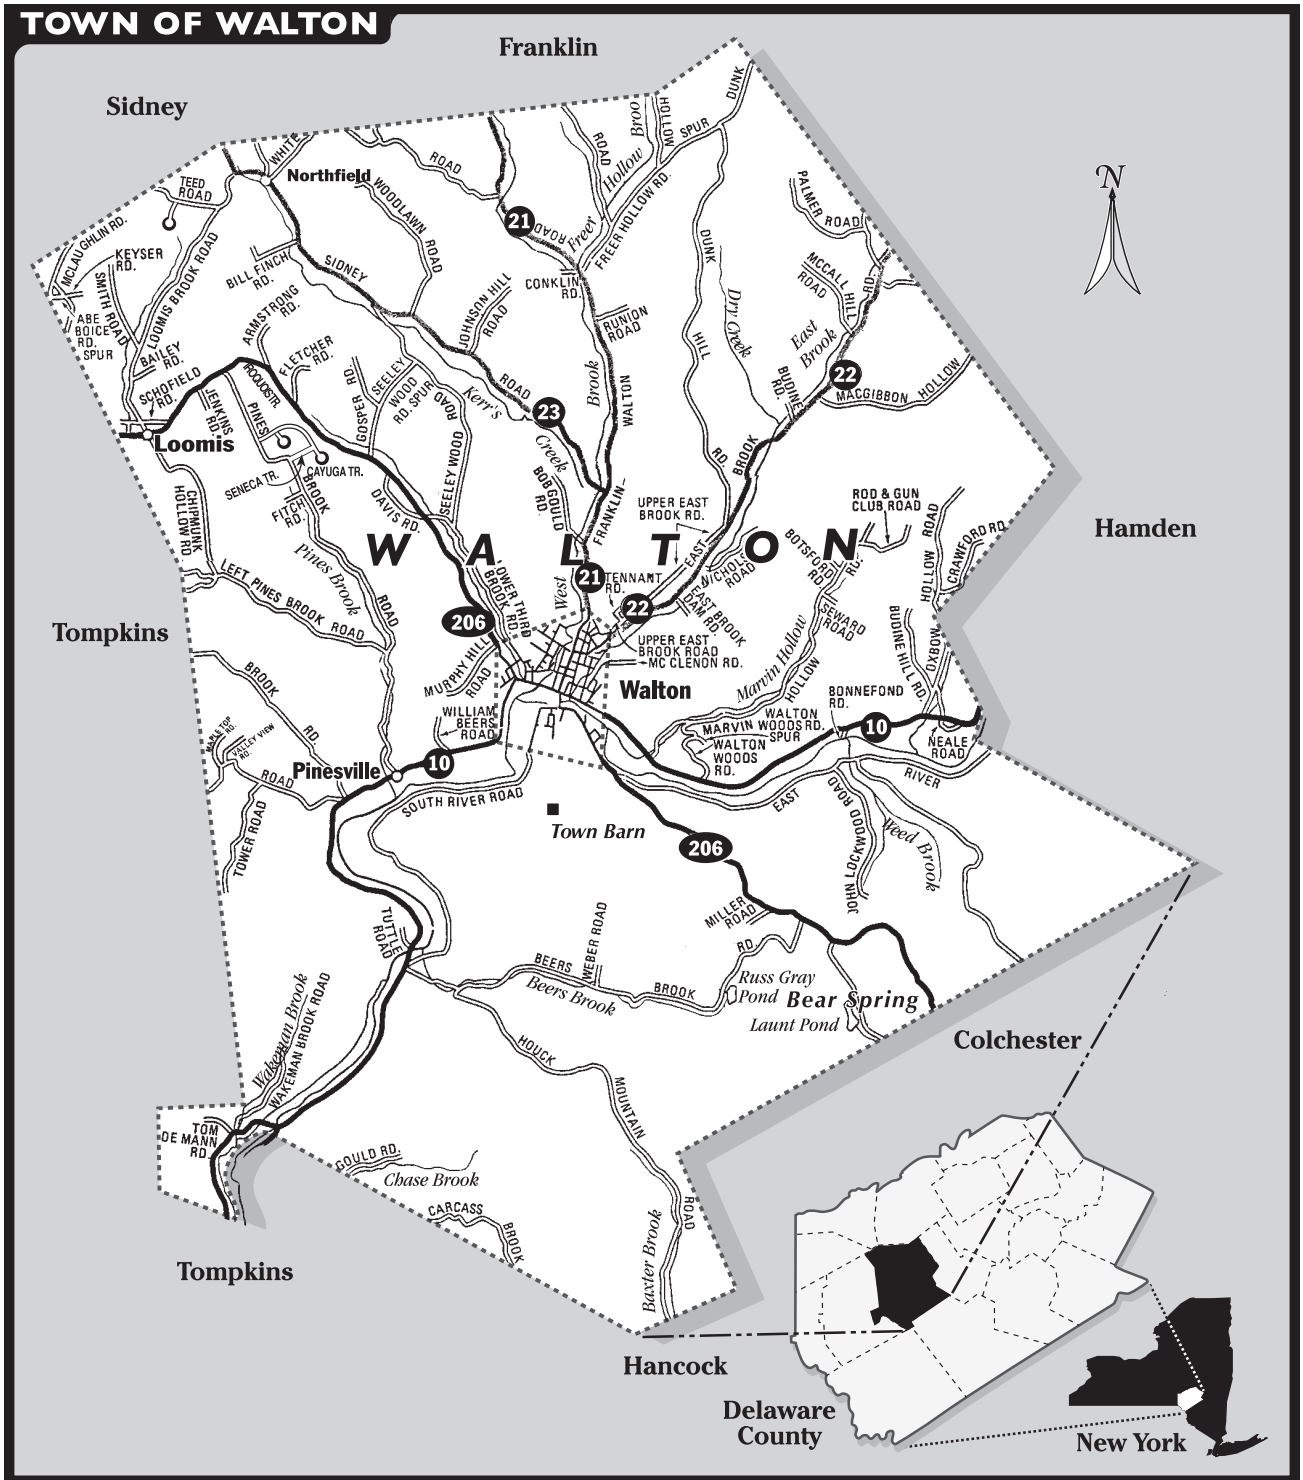 TOWN OF WALTON
Franklin
Sidney
Hamden
Tompkins
Tompkins
Colchester
Hancock
Delaware
County
New York
N
W A L T O N
WHITE
Northfield
TEED
ROAD
MCLAUGHLIN RD.
KEYSER
RD.
SMITH ROAD
ABE
BOICE
RD.
SPUR
LOOMIS BROOK ROAD
BAILEY
RD.
SCHOFIELD
RD.
Loomis
BILL FINCH
RD.
ARMSTRONG
RD.
FLETCHER
RD.
IROQUOIS TR.
JENKINS
RD.
PINES
BROOK
ROAD
SENECA TR.
CAYUGA TR.
FITCH
RD.
Pines Brook
CHIPMUNK
HOLLOW RD.
LEFT PINES BROOK ROAD
ROAD
WOODLAWN
ROAD
SIDNEY
ROAD
JOHNSON HILL
ROAD
GOSPER RD.
SEELEY
WOOD
RD. SPUR
SEELEY WOOD
ROAD
DAVIS RD.
Kerr's
Creek
23
BOB GOULD
RD.
21
ROAD
CONKLIN
RD.
RUNION
ROAD
WALTON
FRANKLIN-
West
Brook
21
ROAD
Freer
Hollow
Broo
HOLLOW
SPUR
FREER HOLLOW RD.
DUNK
DUNK
HILL
RD.
Dry Creek
PALMER ROAD
MCCALL HILL
ROAD
RD.
East
Brook
22
MACGIBBON HOLLOW
BUDINE
RD.
BROOK
EAST
UPPER EAST
BROOK RD.
NICHOLS
ROAD
TENNANT
RD.
22
EAST BROOK
DAM RD.
UPPER EAST
BROOK ROAD
MC CLENON RD.
LOWER THIRD
BROOK RD.
206
MURPHY HILL
ROAD
Walton
WILLIAM
BEERS
ROAD
10
ROD & GUN
CLUB ROAD
BOTSFORD
RD.
RD.
SEWARD
ROAD
Marvin Hollow
HOLLOW
HOLLOW ROAD
OXBOW
CRAWFORD RD.
BUDINE HILL RD.
BONNEFOND
RD.
MARVIN WOODS RD.
WALTON
SPUR
WALTON
WOODS
RD.
10
NEALE
ROAD
RIVER
EAST
JOHN LOCKWOOD ROAD
Weed Brook
BROOK
RD.
MAPLE TOP
RD.
VALLEY VIEW
RD.
ROAD
TOWER ROAD
Pinesville
SOUTH RIVER ROAD
Town Barn
206
MILLER
ROAD
TUTTLE
ROAD
BEERS
BROOK
RD.
Beers Brook
WEBER ROAD
Russ Gray
Pond
Bear Spring
Launt Pond
HOUCK
MOUNTAIN
ROAD
Wakeman Brook
WAKEMAN BROOK ROAD
TOM
DE MANN
RD.
GOULD RD.
Chase Brook
CARCASS
BROOK
Baxter Brook